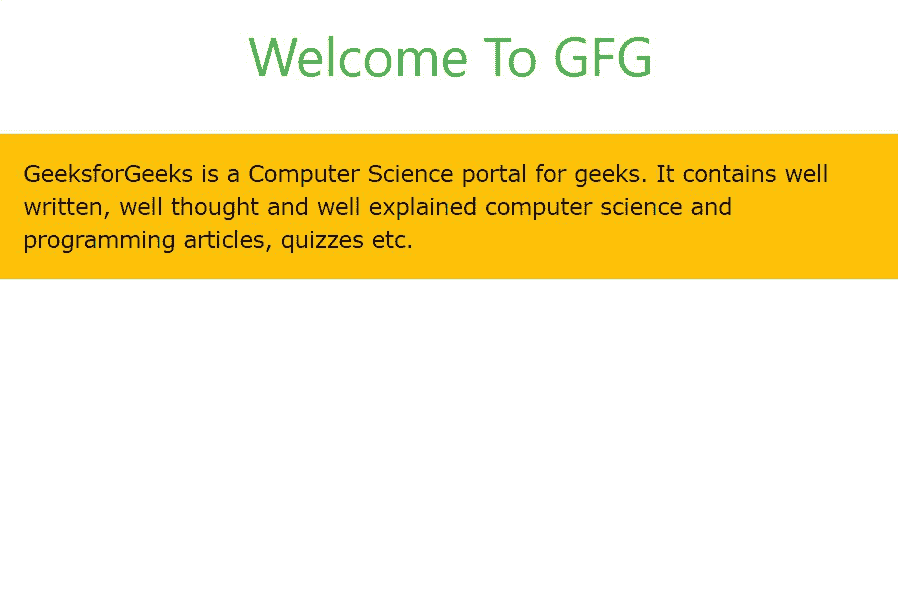 Welcome To GFG
GeeksforGeeks is a Computer Science portal for geeks. It contains well
written, well thought and well explained computer science and
programming articles, quizzes etc.